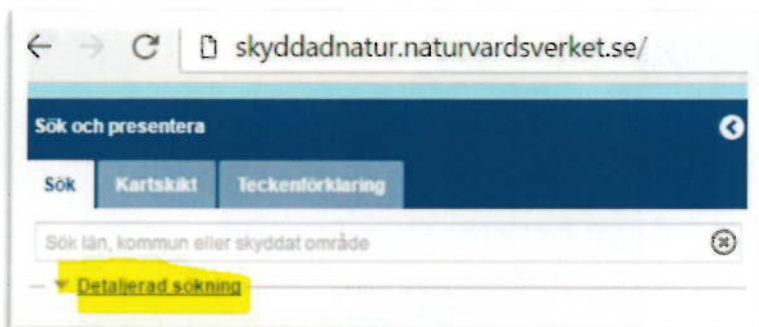 skyddadnatur.naturvardsverket.se/
Sök och presentera
Sök Kartskikt Teckenförklaring
Sök län, kommun eller skyddat område
Detaljerad sökning